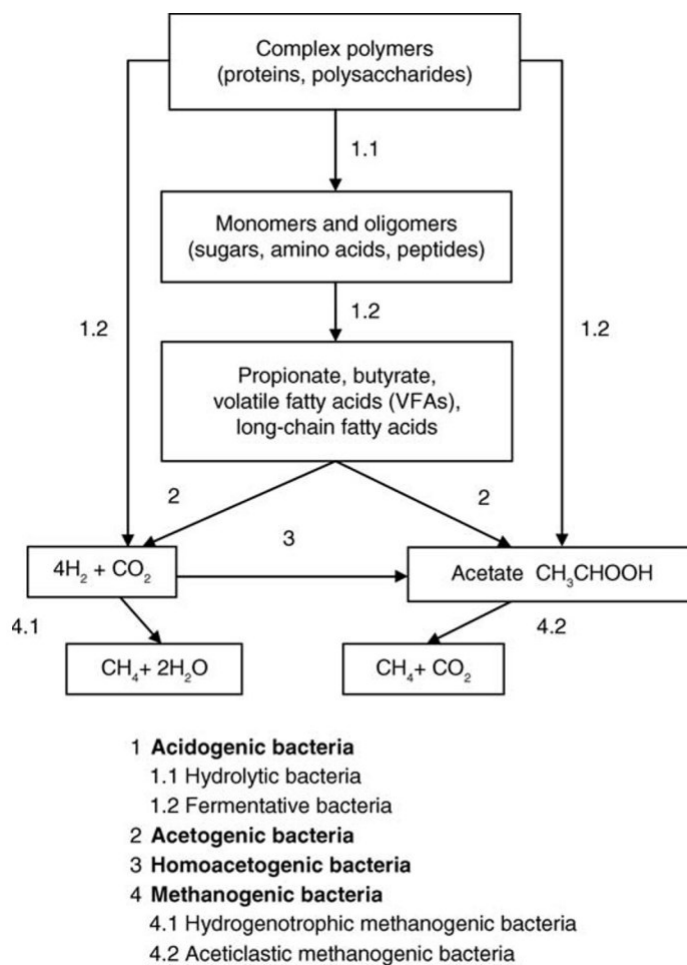 Complex polymers
(proteins, polysaccharides)
1.1
Monomers and oligomers
(sugars, amino acids, peptides)
1.2
1.2
1.2
Propionate, butyrate,
volatile fatty acids (VFAs),
long-chain fatty acids
2
2
3
4H₂ + CO₂
Acetate CH₃CHOOH
4.1
4.2
CH₄+ 2H₂O
CH₄+ CO₂
1 Acidogenic bacteria
1.1 Hydrolytic bacteria
1.2 Fermentative bacteria
2 Acetogenic bacteria
3 Homoacetogenic bacteria
4 Methanogenic bacteria
4.1 Hydrogenotrophic methanogenic bacteria
4.2 Aceticlastic methanogenic bacteria